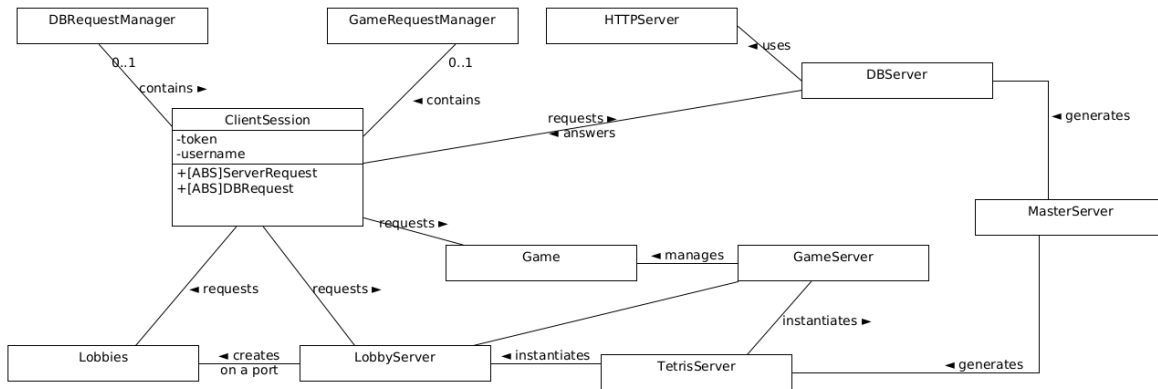 DBRequestManager
GameRequestManager
HTTPServer
0..1
0..1
◄ uses
DBServer
contains ►
◄ contains
ClientSession
-token
-username
+[ABS]ServerRequest
+[ABS]DBRequest
requests ►
◄ answers
◄ generates
MasterServer
requests ►
Game
◄ manages
GameServer
◄ requests
requests ►
instantiates ►
Lobbies
◄ creates
on a port
LobbyServer
◄ instantiates
TetrisServer
◄ generates